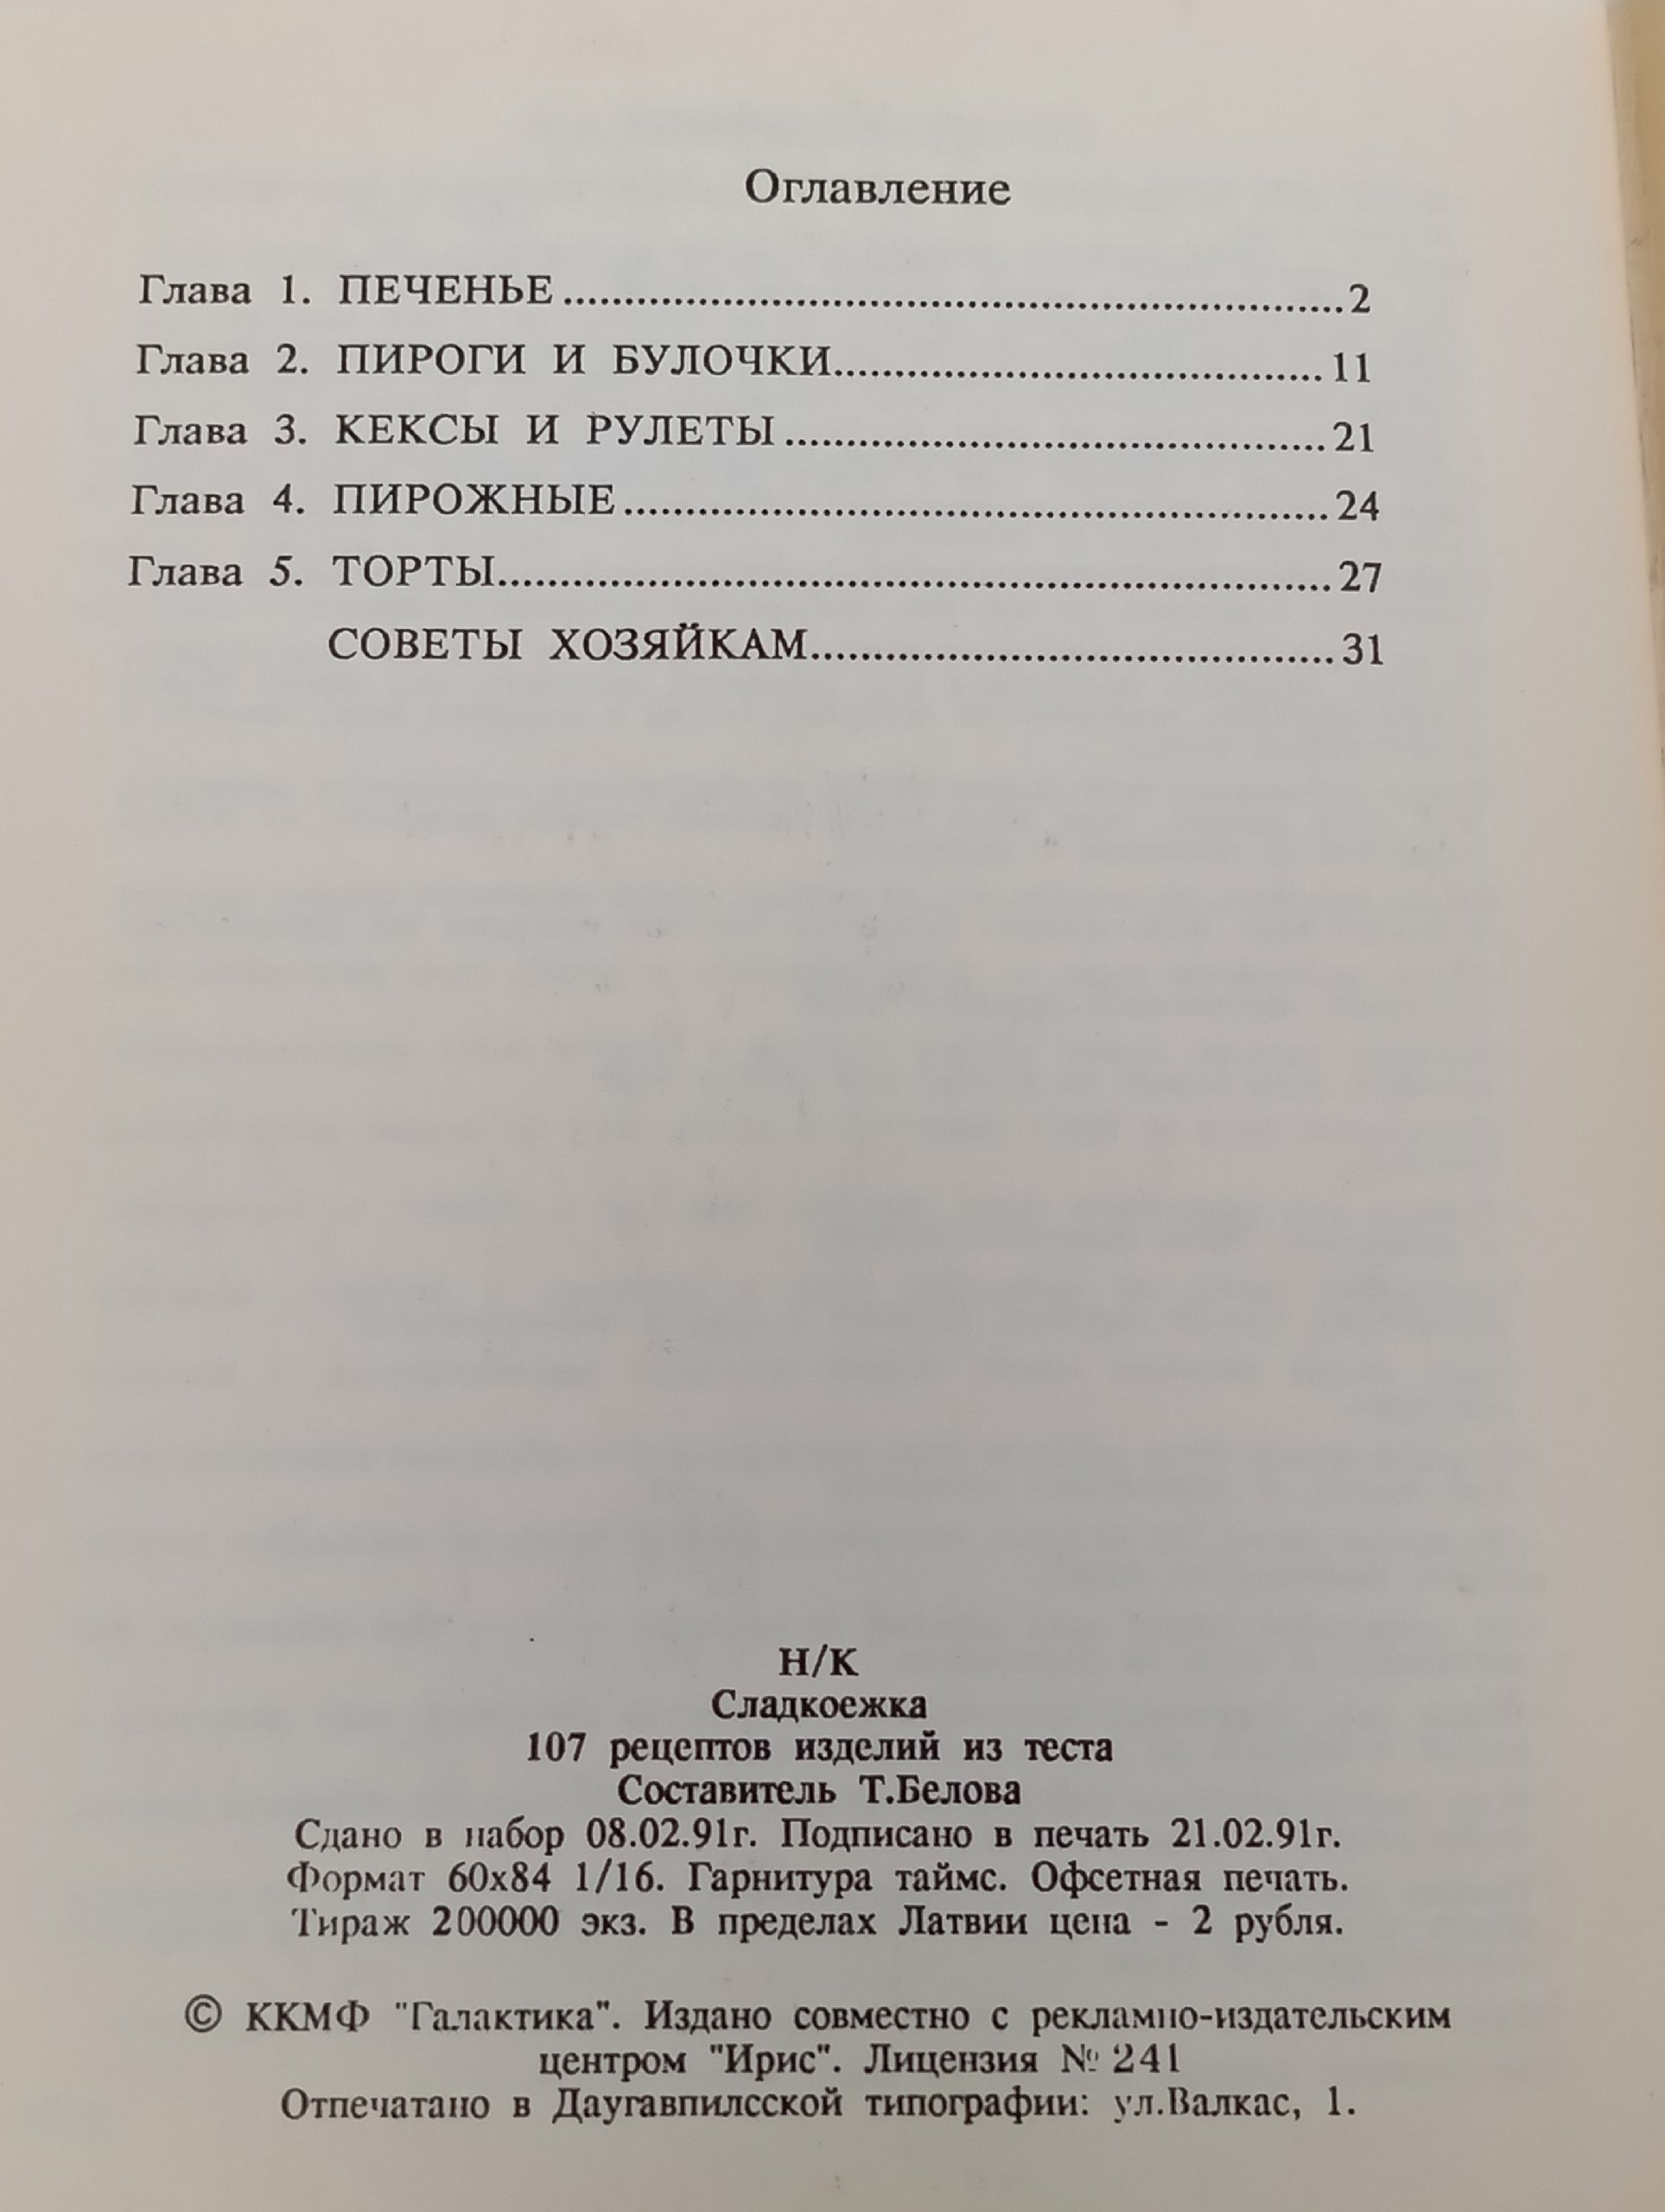 Оглавление
Глава 1. ПЕЧЕНЬЕ........................................................2
Глава 2. ПИРОГИ И БУЛОЧКИ...................................11
Глава 3. КЕКСЫ И РУЛЕТЫ.......................................21
Глава 4. ПИРОЖНЫЕ..................................................24
Глава 5. ТОРТЫ............................................................27
СОВЕТЫ ХОЗЯЙКАМ......................................31
Н/К
Сладкоежка
107 рецептов изделий из теста
Составитель Т.Белова
Сдано в набор 08.02.91г. Подписано в печать 21.02.91г.
Формат 60х84 1/16. Гарнитура таймс. Офсетная печать.
Тираж 200000 экз. В пределах Латвии цена - 2 рубля.
© ККМФ "Галактика". Издано совместно с рекламно-издательским
центром "Ирис". Лицензия № 241
Отпечатано в Даугавпилсской типографии: ул.Валкас, 1.